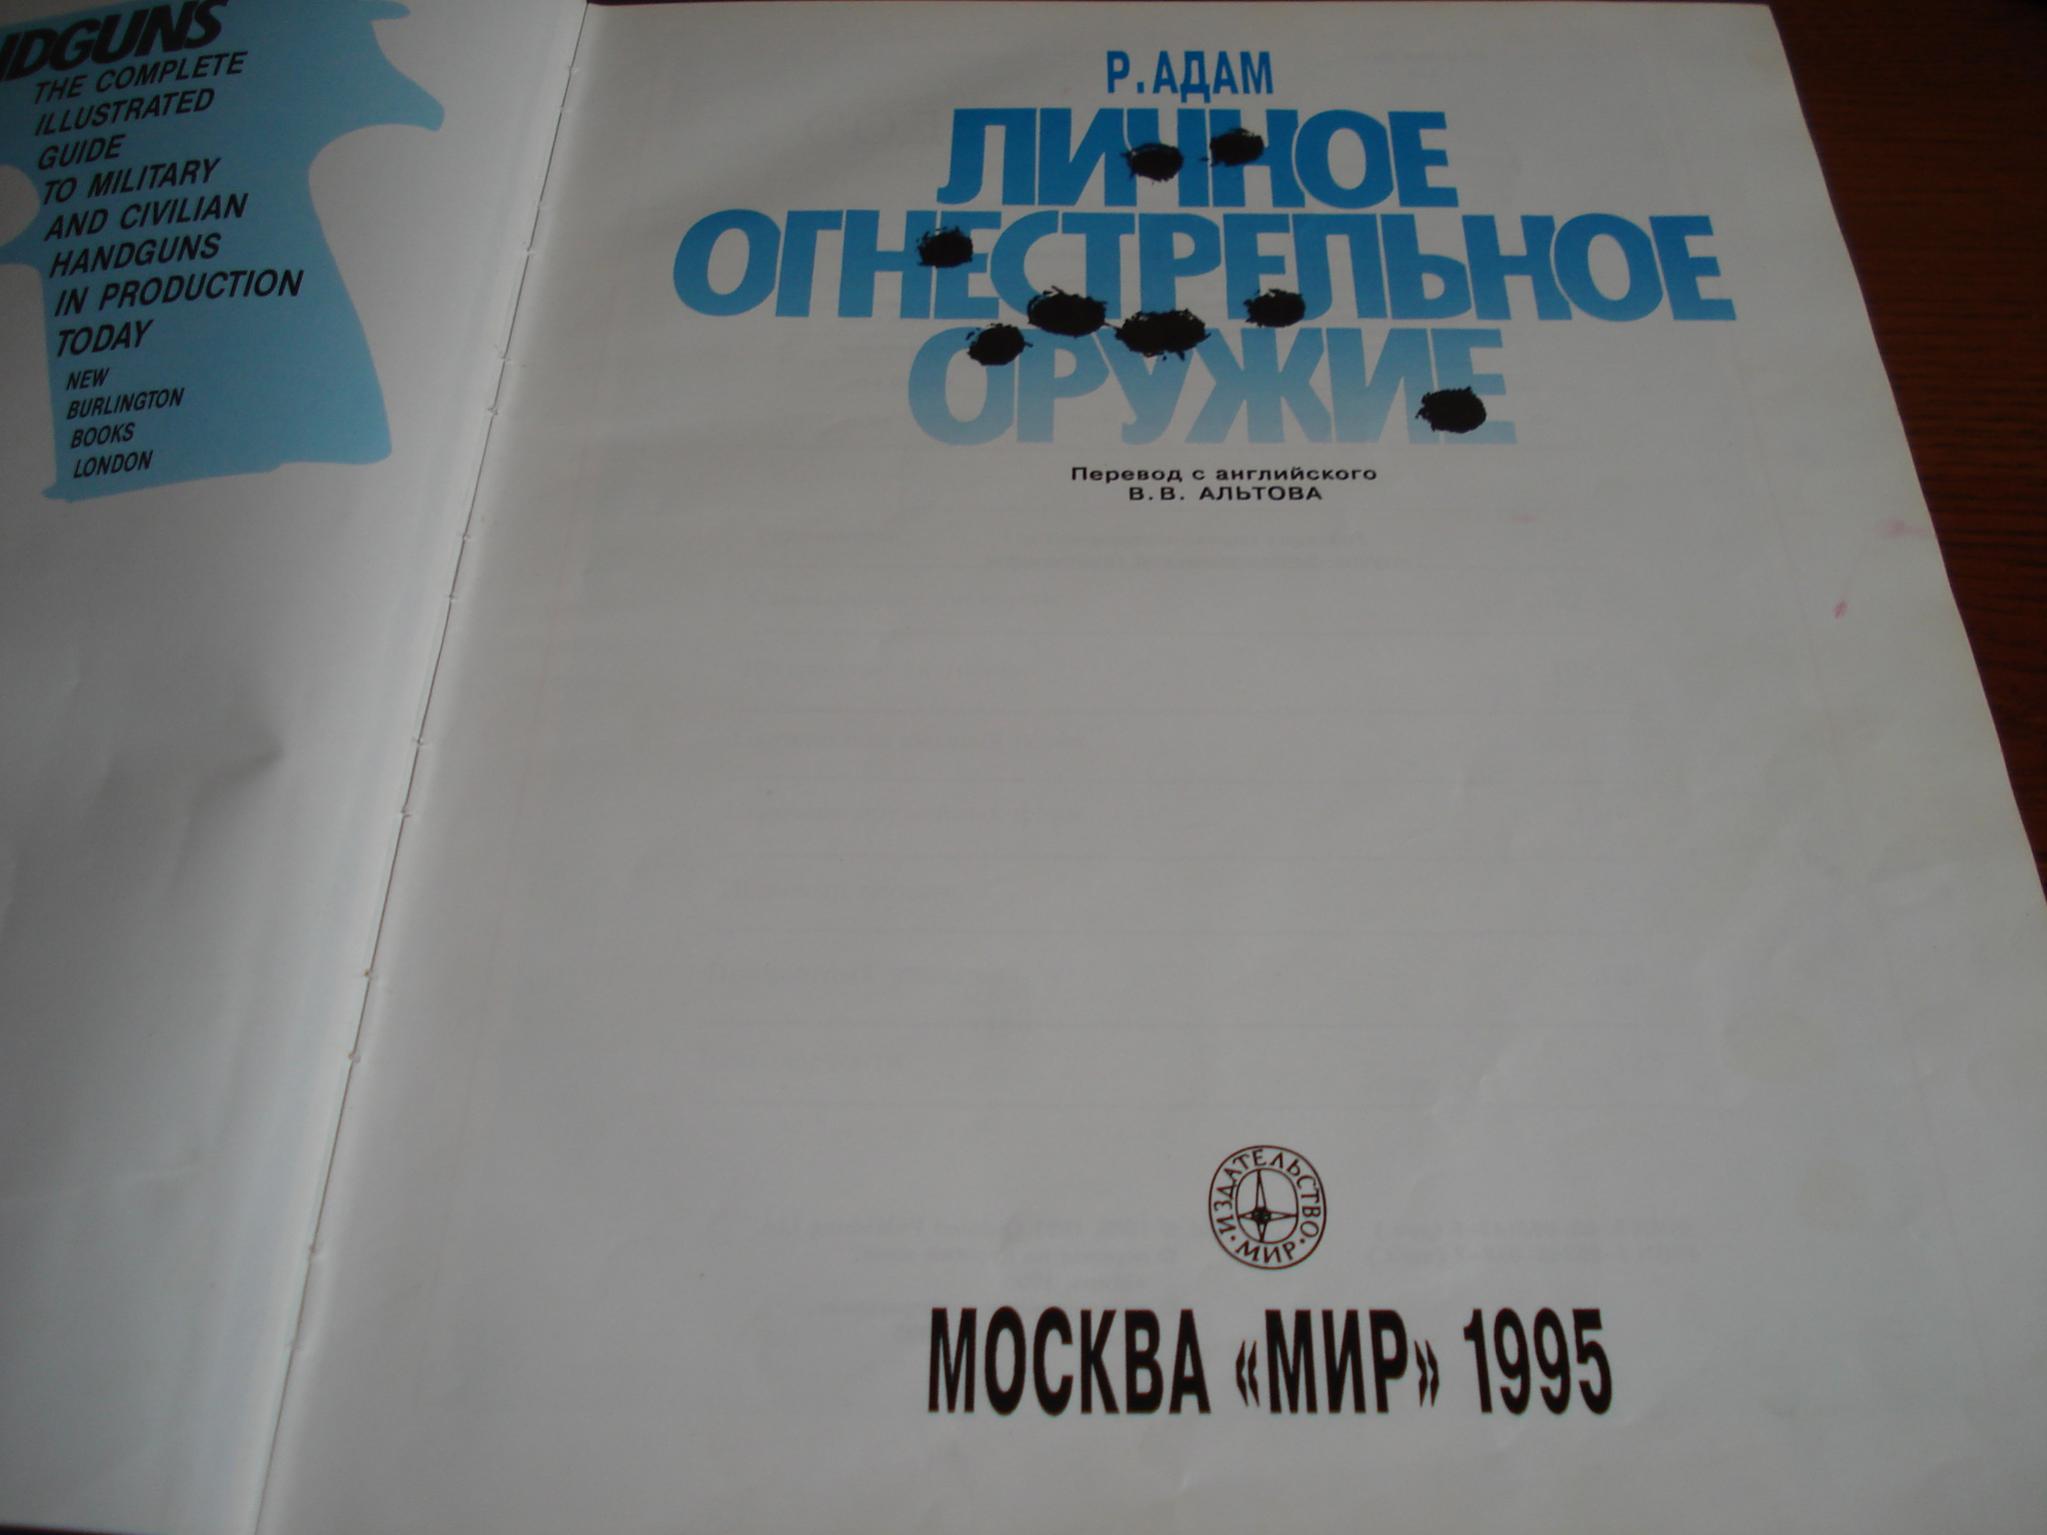 THE COMPLETE
ILLUSTRATED
GUIDE
TO MILITARY
AND CIVILIAN
HANDGUNS
IN PRODUCTION
TODAY
NEW
BURLINGTON
BOOKS
LONDON
Р. АДАМ
ЛИЧНОЕ
ОГНЕСТРЕЛЬНОЕ
ОРУЖИЕ
Перевод с английского
В.В. АЛЬТОВА
ИЗДАТЕЛЬСТВО
МИР
МОСКВА «МИР» 1995